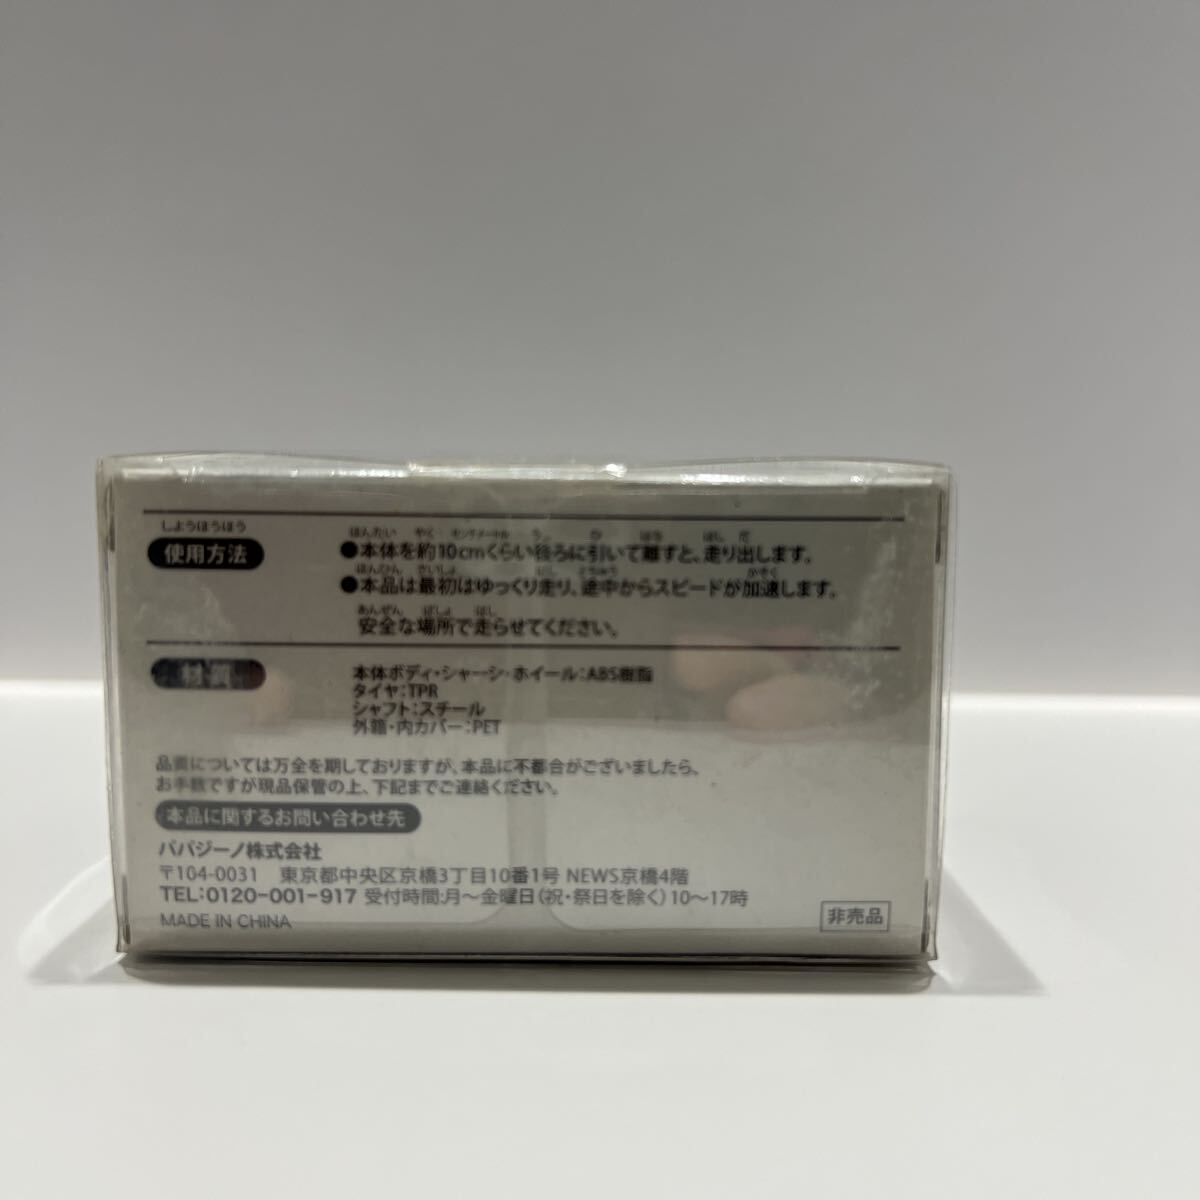 しようほうほう
使用方法
ほんたい やく センチメートル うし ひ はな はし だ
●本体を約10cmくらい後ろに引いて離すと、走り出します。
ほんひん さいしょ はし とちゅう かそく
●本品は最初はゆっくり走り、途中からスピードが加速します。
あんぜん ばしょ はし
安全な場所で走らせてください。
材質
本体ボディ・シャーシ・ホイール:ABS樹脂
タイヤ:TPR
シャフト:スチール
外箱・内カバー:PET
品質については万全を期しておりますが、本品に不都合がございましたら、
お手数ですが現品保管の上、下記までご連絡ください。
本品に関するお問い合わせ先
パパジーノ株式会社
〒104-0031 東京都中央区京橋3丁目10番1号 NEWS京橋4階
TEL:0120-001-917 受付時間:月〜金曜日(祝・祭日を除く)10〜17時
MADE IN CHINA
非売品